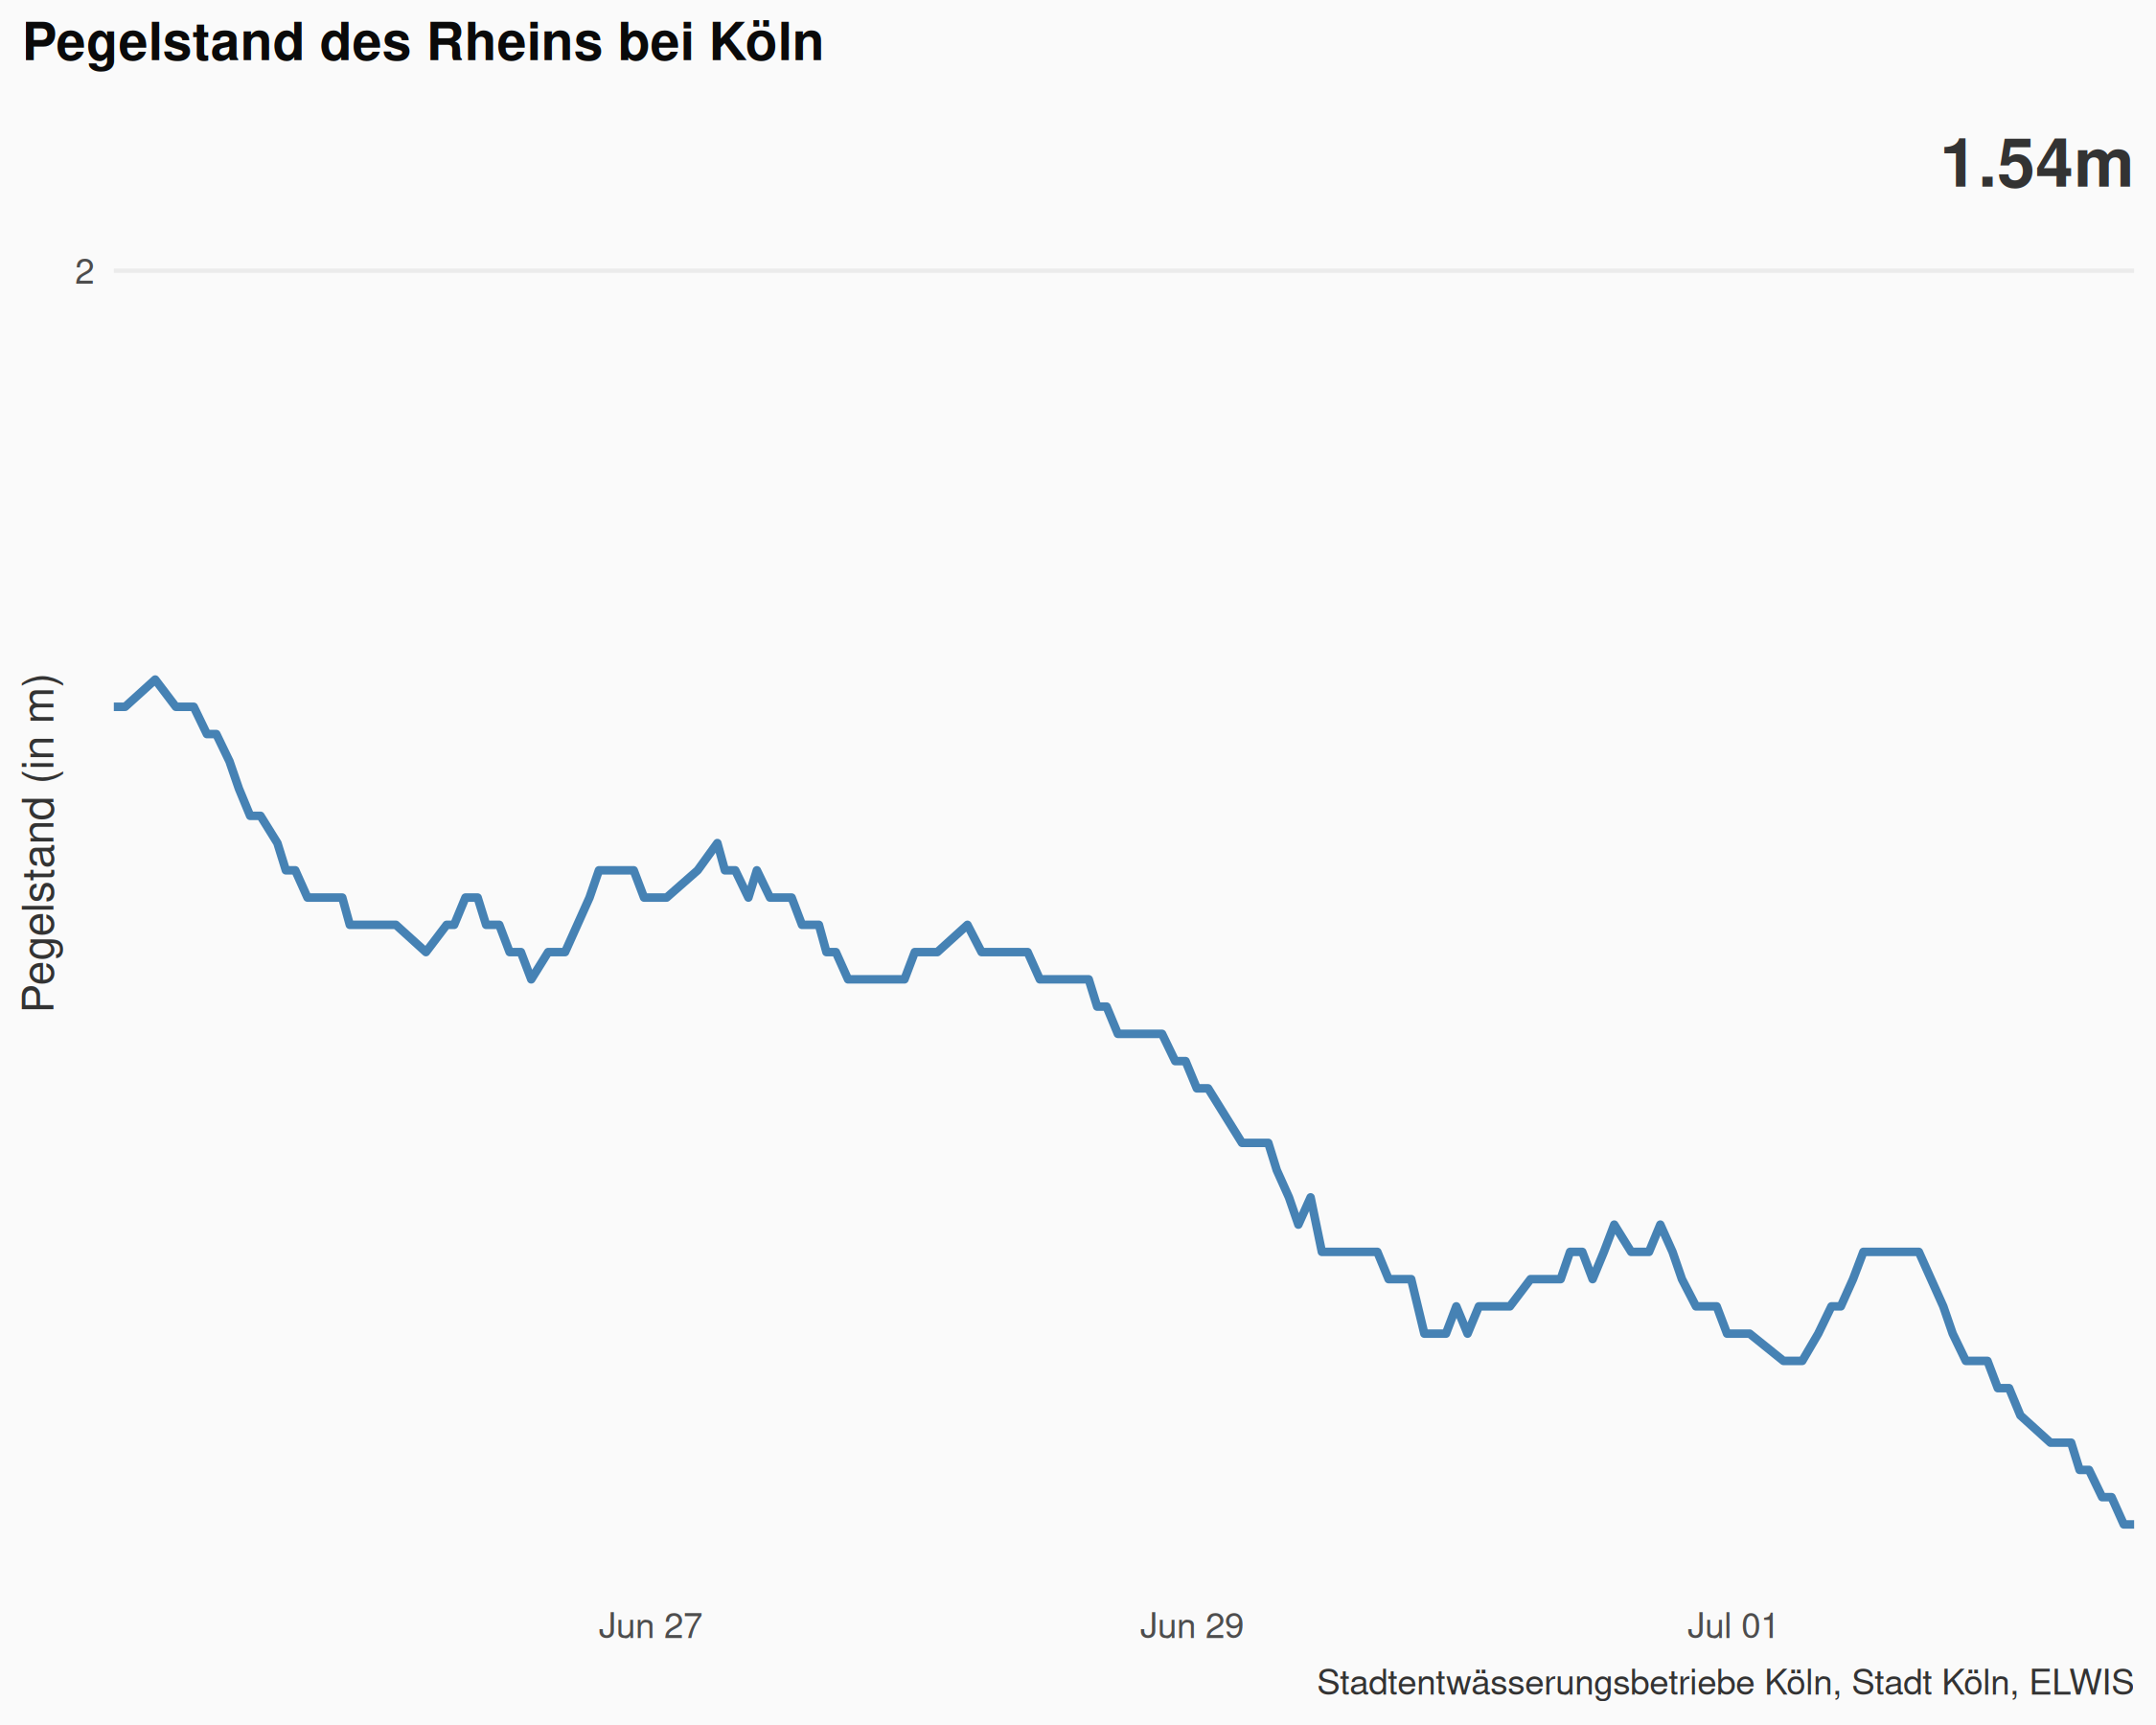 Pegelstand des Rheins bei Köln
1.54m
2
Pegelstand (in m)
Jun 27
Jun 29
Jul 01
Stadtentwässerungsbetriebe Köln, Stadt Köln, ELWIS